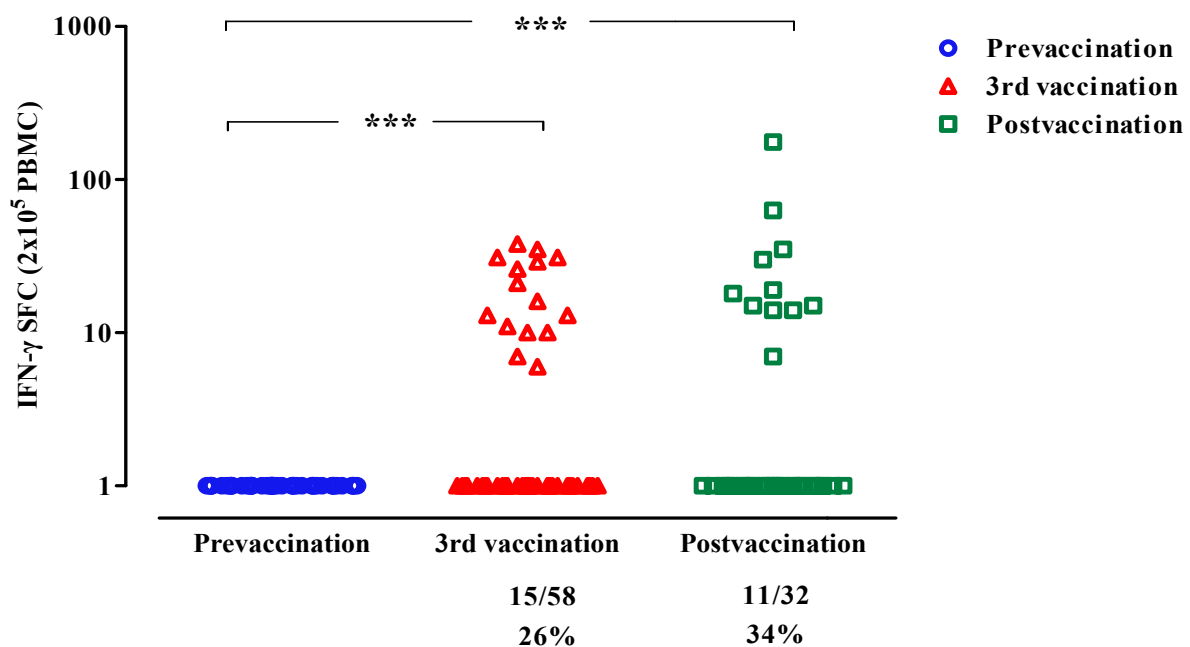 1000
100
10
1
IFN-γ SFC (2x10⁵ PBMC)
***
***
Prevaccination
3rd vaccination
Postvaccination
Prevaccination 3rd vaccination Postvaccination
15/58 11/32
26% 34%